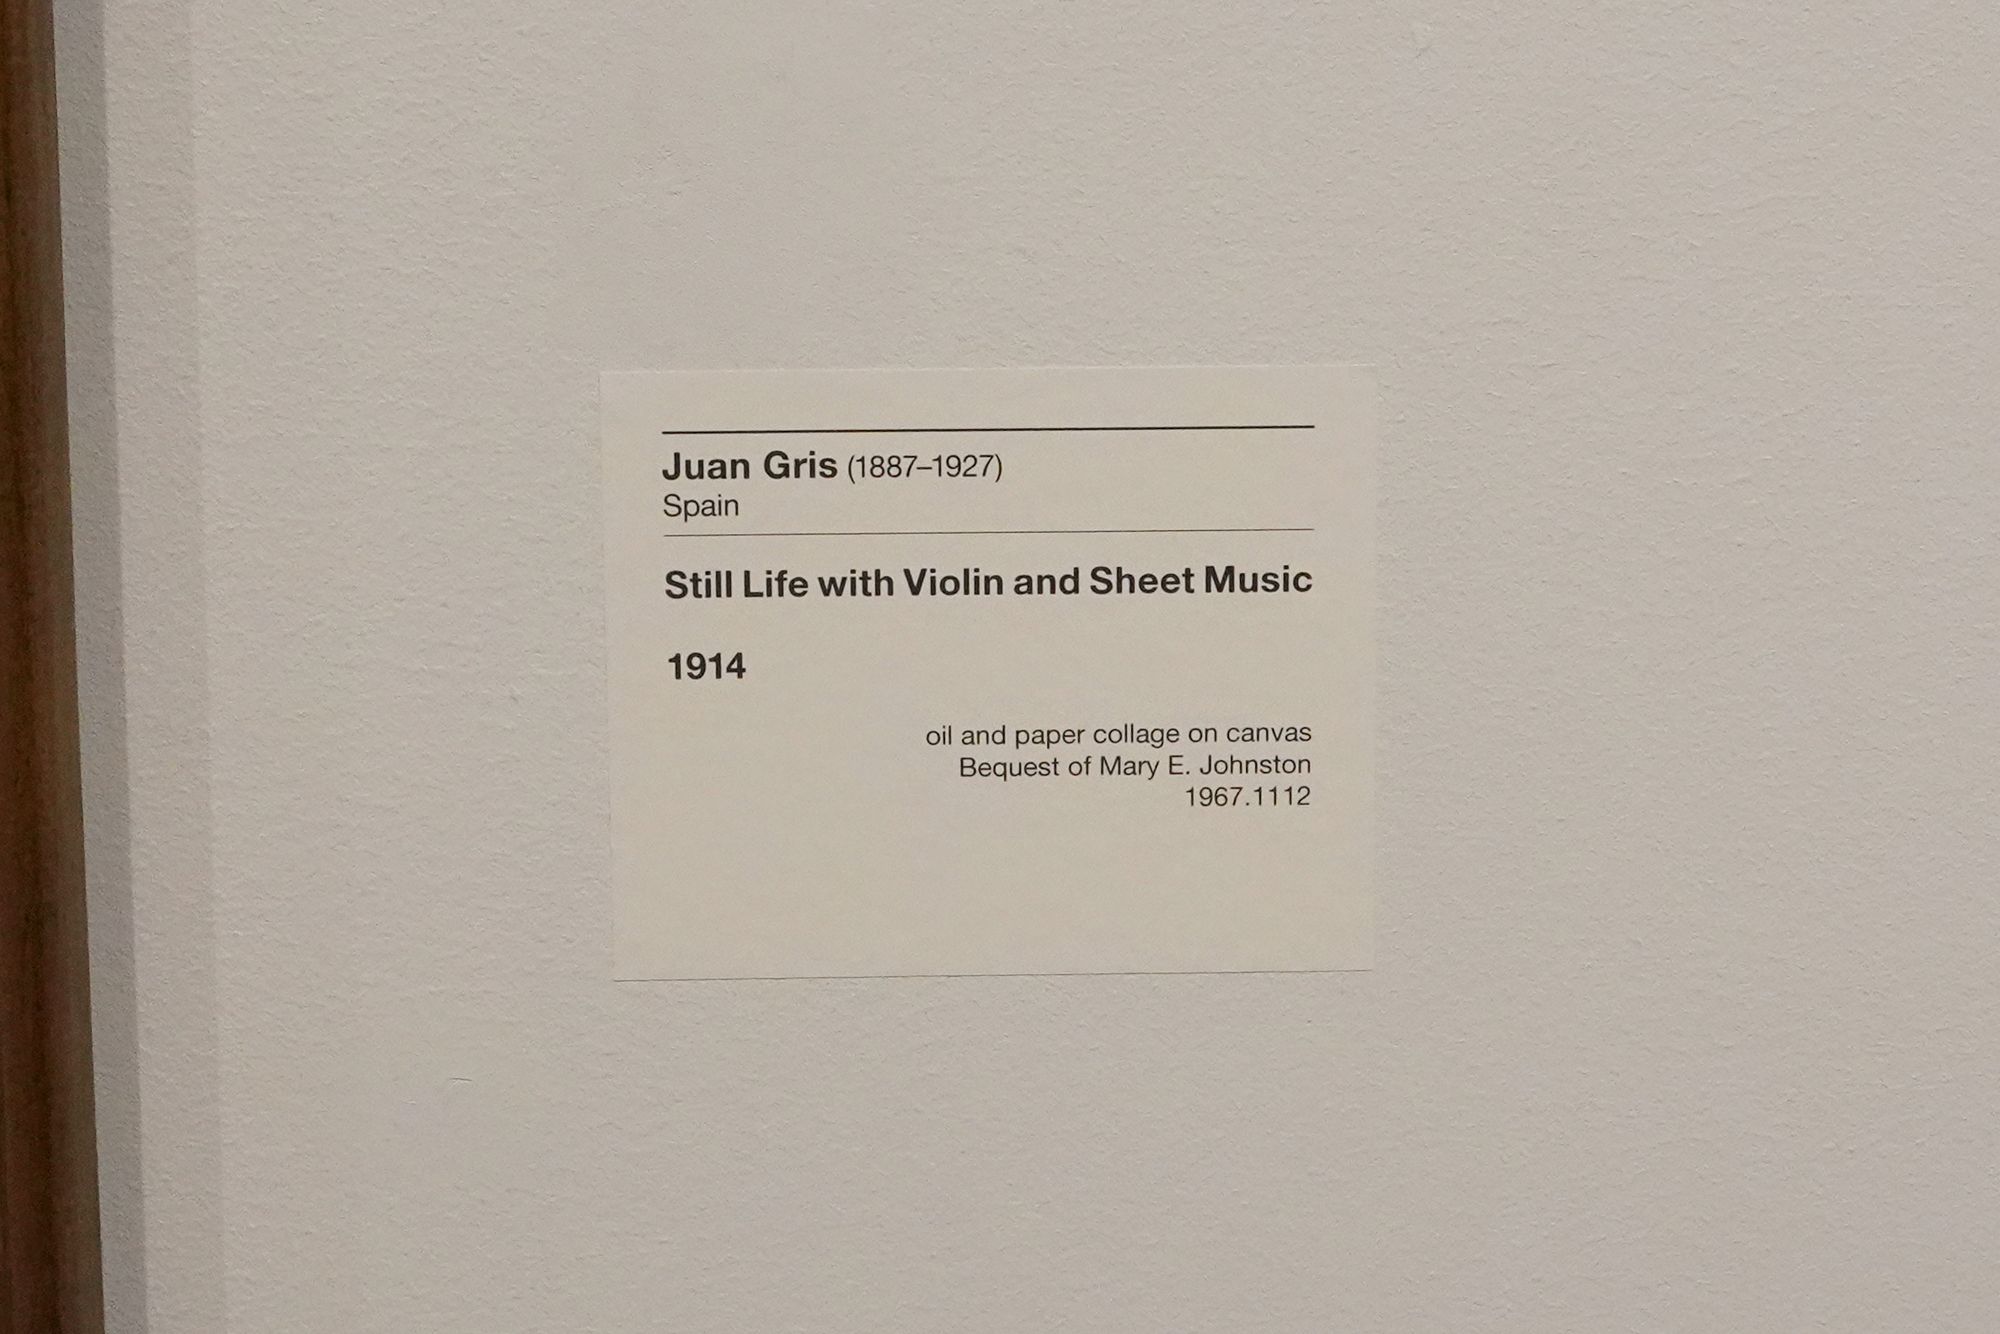 Juan Gris (1887–1927)
Spain
Still Life with Violin and Sheet Music
1914
oil and paper collage on canvas
Bequest of Mary E. Johnston
1967.1112